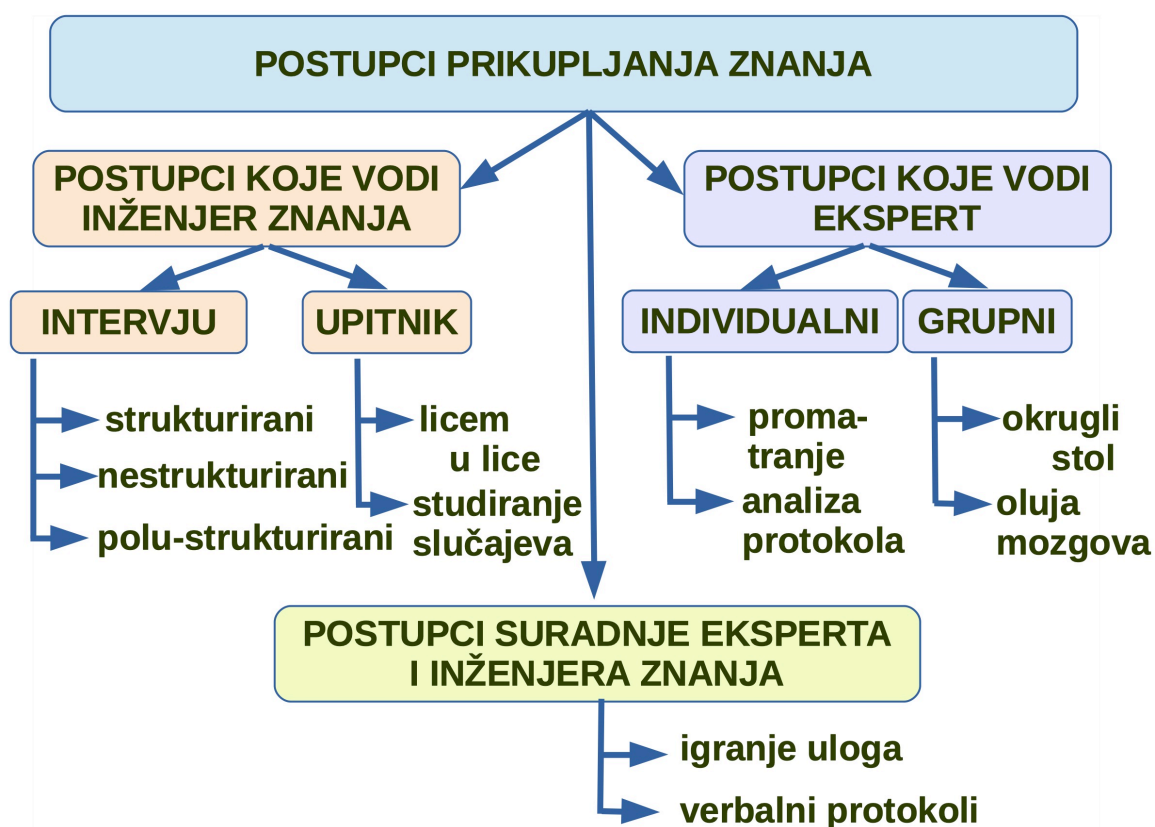 POSTUPCI PRIKUPLJANJA ZNANJA
POSTUPCI KOJE VODI
INŽENJER ZNANJA
POSTUPCI KOJE VODI
EKSPERT
INTERVJU
UPITNIK
INDIVIDUALNI
GRUPNI
strukturirani
nestrukturirani
polu-strukturirani
licem
u lice
studiranje
slučajeva
proma-
tranje
analiza
protokola
okrugli
stol
oluja
mozgova
POSTUPCI SURADNJE EKSPERTA
I INŽENJERA ZNANJA
igranje uloga
verbalni protokoli